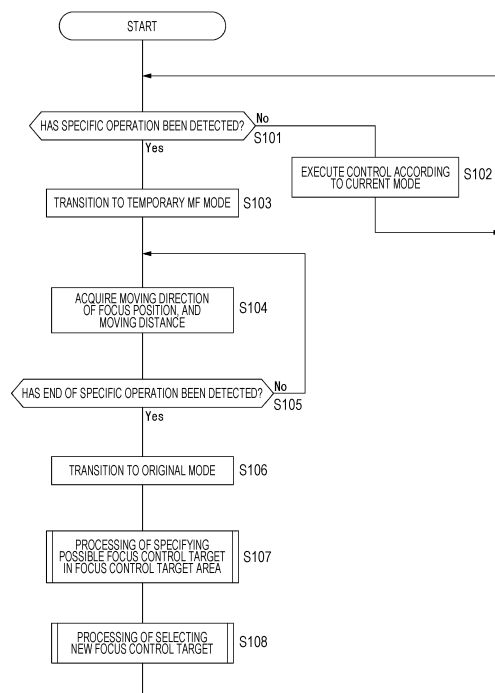 START
HAS SPECIFIC OPERATION BEEN DETECTED?
No
S101
Yes
EXECUTE CONTROL ACCORDING
TO CURRENT MODE
S102
TRANSITION TO TEMPORARY MF MODE
S103
ACQUIRE MOVING DIRECTION
OF FOCUS POSITION, AND
MOVING DISTANCE
S104
HAS END OF SPECIFIC OPERATION BEEN DETECTED?
No
S105
Yes
TRANSITION TO ORIGINAL MODE
S106
PROCESSING OF SPECIFYING
POSSIBLE FOCUS CONTROL TARGET
IN FOCUS CONTROL TARGET AREA
S107
PROCESSING OF SELECTING
NEW FOCUS CONTROL TARGET
S108